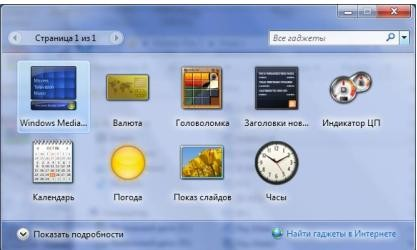 Страница 1 из 1
Все гаджеты
Windows Media...
Валюта
Головоломка
Заголовки нов...
Индикатор ЦП
Календарь
Погода
Показ слайдов
Часы
Показать подробности
Найти гаджеты в Интернете